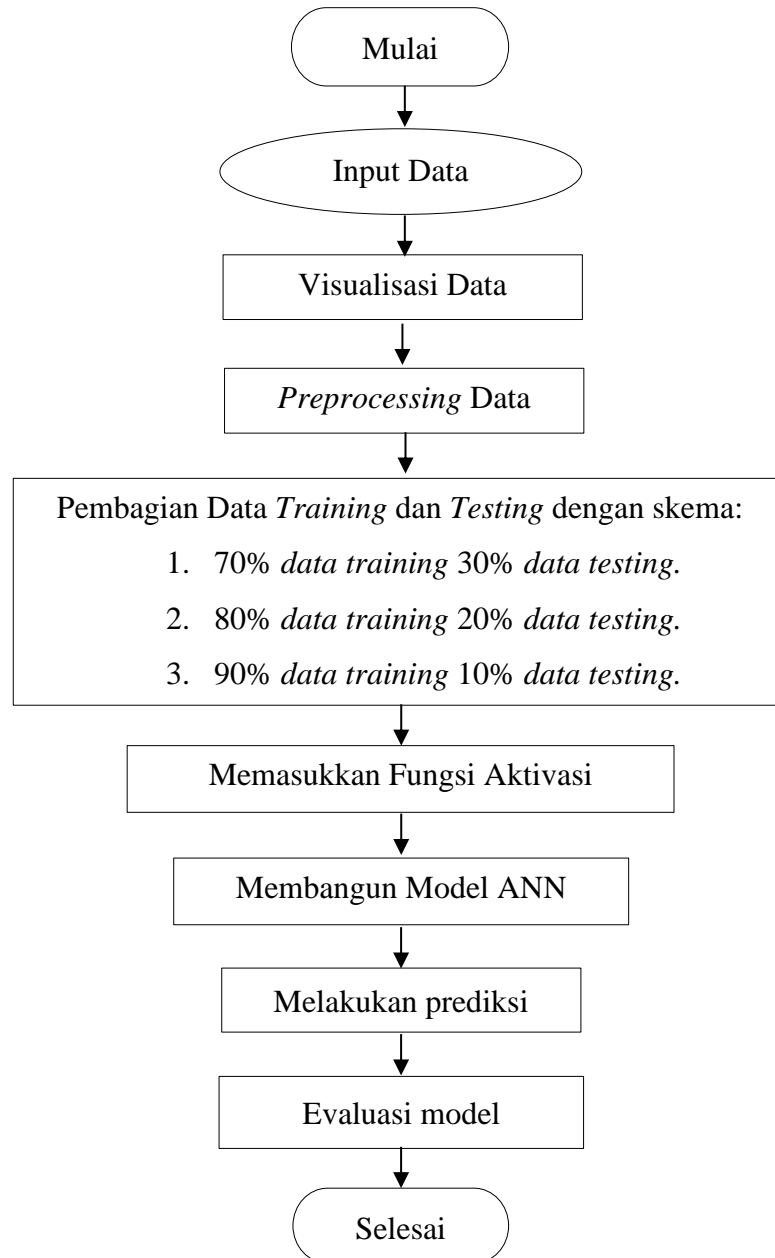 Mulai
Input Data
Visualisasi Data
Preprocessing Data
Pembagian Data Training dan Testing dengan skema:
1. 70% data training 30% data testing.
2. 80% data training 20% data testing.
3. 90% data training 10% data testing.
Memasukkan Fungsi Aktivasi
Membangun Model ANN
Melakukan prediksi
Evaluasi model
Selesai